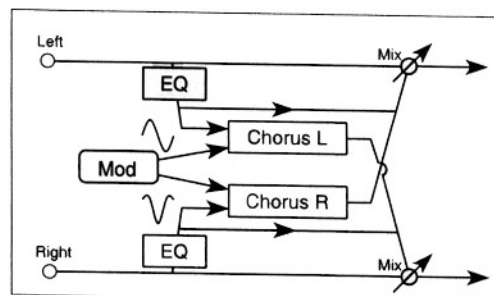 Left
Mix
EQ
Chorus L
Mod
Chorus R
EQ
Right
Mix